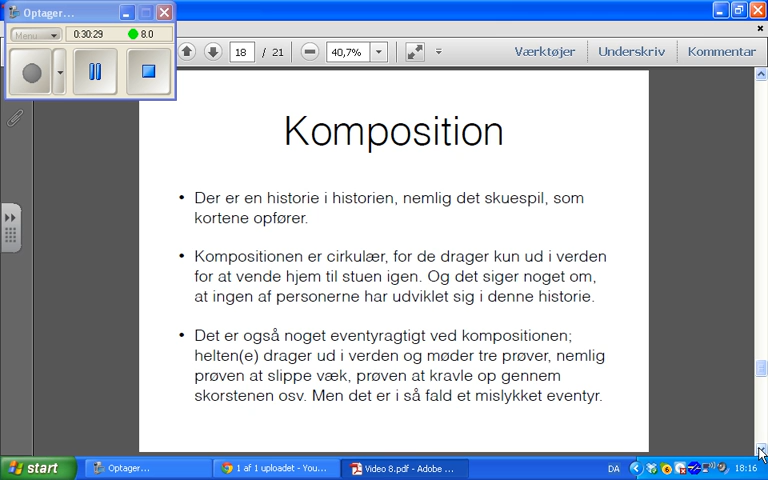 Optager...
Menu
0:30:29
8.0
18 / 21
40,7%
Værktøjer
Underskriv
Kommentar
Komposition
• Der er en historie i historien, nemlig det skuespil, som
kortene opfører.
• Kompositionen er cirkulær, for de drager kun ud i verden
for at vende hjem til stuen igen. Og det siger noget om,
at ingen af personerne har udviklet sig i denne historie.
• Det er også noget eventyragtigt ved kompositionen;
helten(e) drager ud i verden og møder tre prøver, nemlig
prøven at slippe væk, prøven at kravle op gennem
skorstenen osv. Men det er i så fald et mislykket eventyr.
start
Optager...
1 af 1 uploadet - You...
Video 8.pdf - Adobe ...
DA
18:16